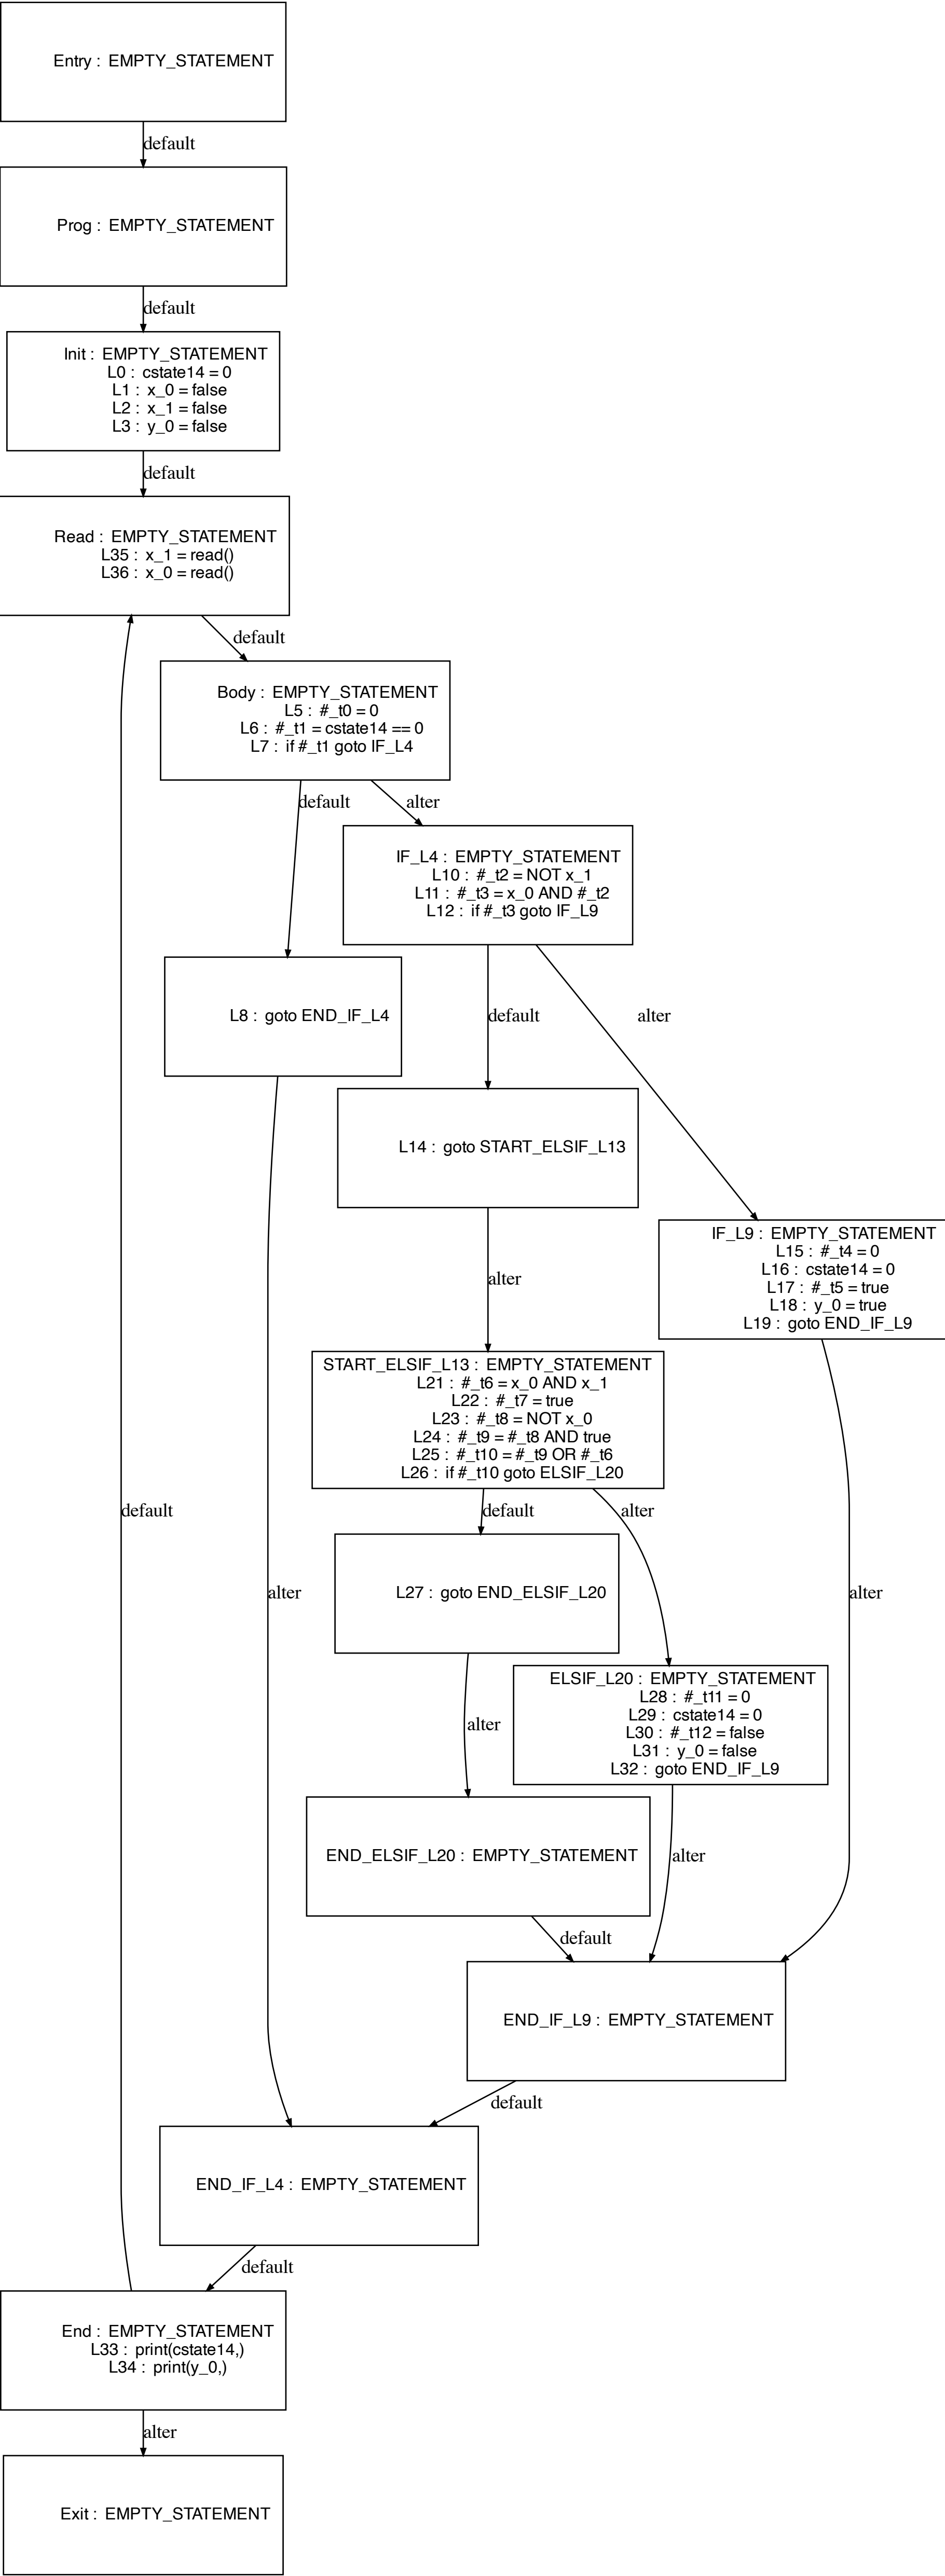 Entry : EMPTY_STATEMENT
default
Prog : EMPTY_STATEMENT
default
Init : EMPTY_STATEMENT
L0 : cstate14 = 0
L1 : x_0 = false
L2 : x_1 = false
L3 : y_0 = false
default
Read : EMPTY_STATEMENT
L35 : x_1 = read()
L36 : x_0 = read()
default
Body : EMPTY_STATEMENT
L5 : #_t0 = 0
L6 : #_t1 = cstate14 == 0
L7 : if #_t1 goto IF_L4
default
alter
IF_L4 : EMPTY_STATEMENT
L10 : #_t2 = NOT x_1
L11 : #_t3 = x_0 AND #_t2
L12 : if #_t3 goto IF_L9
L8 : goto END_IF_L4
default
alter
L14 : goto START_ELSIF_L13
IF_L9 : EMPTY_STATEMENT
L15 : #_t4 = 0
L16 : cstate14 = 0
L17 : #_t5 = true
L18 : y_0 = true
L19 : goto END_IF_L9
alter
START_ELSIF_L13 : EMPTY_STATEMENT
L21 : #_t6 = x_0 AND x_1
L22 : #_t7 = true
L23 : #_t8 = NOT x_0
L24 : #_t9 = #_t8 AND true
L25 : #_t10 = #_t9 OR #_t6
L26 : if #_t10 goto ELSIF_L20
default
default
alter
L27 : goto END_ELSIF_L20
alter
alter
ELSIF_L20 : EMPTY_STATEMENT
L28 : #_t11 = 0
L29 : cstate14 = 0
L30 : #_t12 = false
L31 : y_0 = false
L32 : goto END_IF_L9
alter
END_ELSIF_L20 : EMPTY_STATEMENT
alter
default
END_IF_L9 : EMPTY_STATEMENT
default
END_IF_L4 : EMPTY_STATEMENT
default
End : EMPTY_STATEMENT
L33 : print(cstate14,)
L34 : print(y_0,)
alter
Exit : EMPTY_STATEMENT